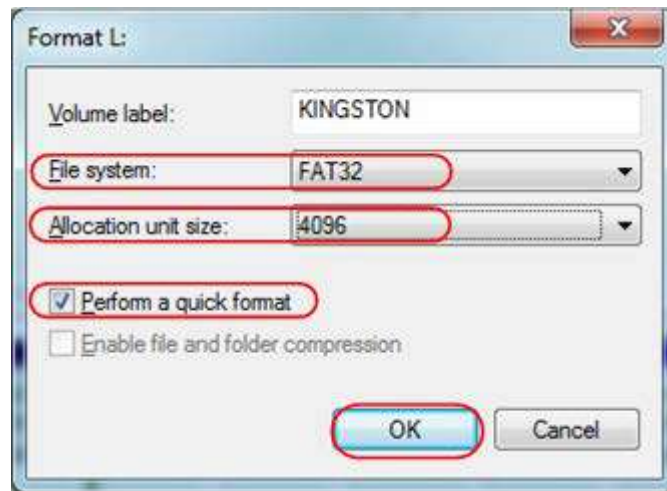 Format L:
Volume label: KINGSTON
File system: FAT32
Allocation unit size: 4096
Perform a quick format
Enable file and folder compression
OK Cancel